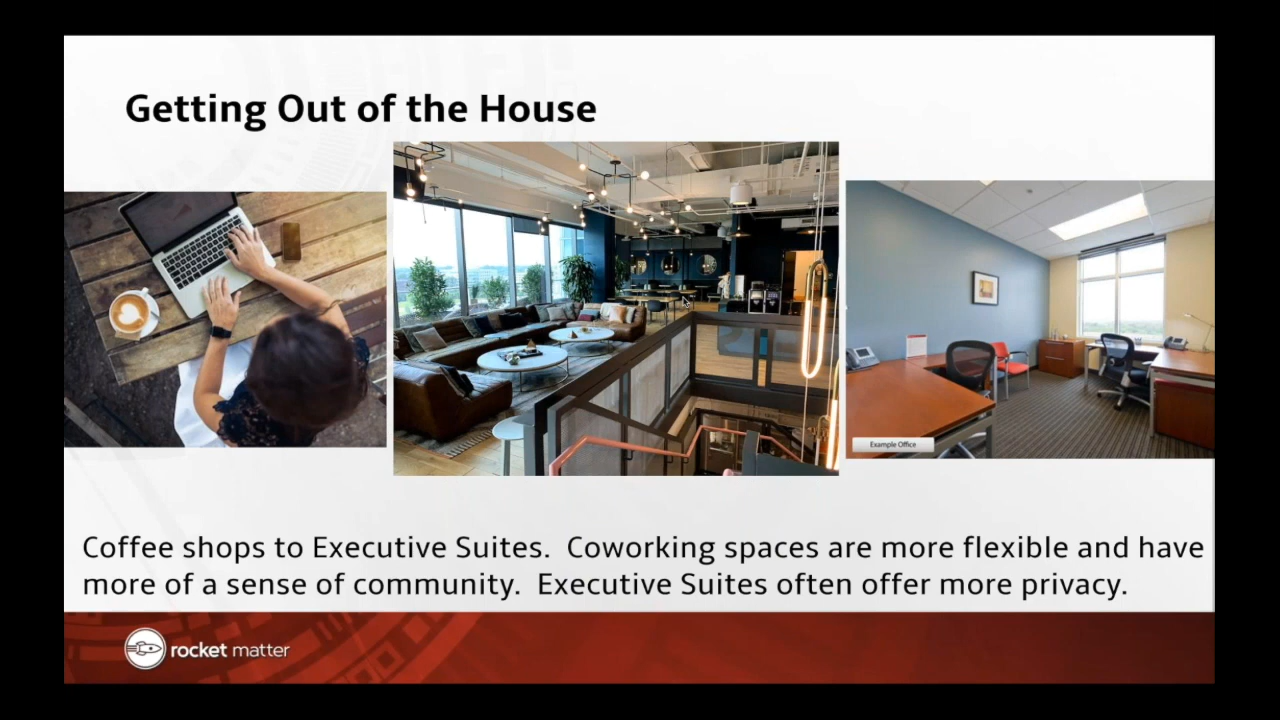 Getting Out of the House
Example Office
Coffee shops to Executive Suites.  Coworking spaces are more flexible and have
more of a sense of community.  Executive Suites often offer more privacy.
rocket matter